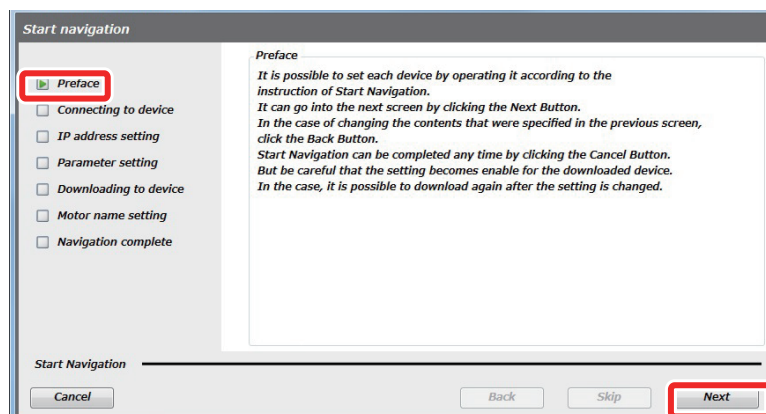 Start navigation
Preface
Connecting to device
IP address setting
Parameter setting
Downloading to device
Motor name setting
Navigation complete
Preface
It is possible to set each device by operating it according to the
instruction of Start Navigation.
It can go into the next screen by clicking the Next Button.
In the case of changing the contents that were specified in the previous screen,
click the Back Button.
Start Navigation can be completed any time by clicking the Cancel Button.
But be careful that the setting becomes enable for the downloaded device.
In the case, it is possible to download again after the setting is changed.
Start Navigation
Cancel
Back
Skip
Next